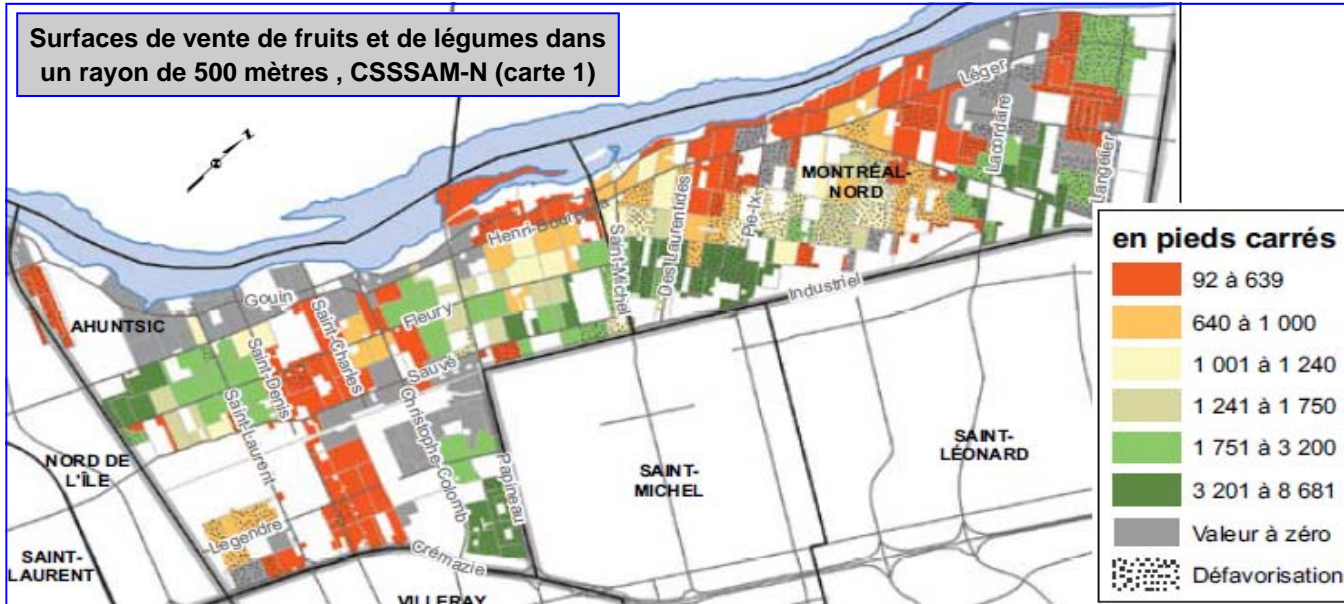 Surfaces de vente de fruits et de légumes dans
un rayon de 500 mètres , CSSSAM-N (carte 1)
N
Léger
Lacordaire
Langelier
MONTRÉAL-
NORD
Pie-Ix
Des Laurentides
Henri-Bourassa
Saint-Michel
Industriel
Gouin
AHUNTSIC
Saint-Charles
Fleury
Sauvé
Saint-Denis
Saint-Laurent
Christophe-Colomb
Papineau
NORD DE
L'ÎLE
SAINT-
MICHEL
SAINT-
LÉONARD
Legendre
Crémazie
SAINT-
LAURENT
VILLERAY
en pieds carrés
92 à 639
640 à 1 000
1 001 à 1 240
1 241 à 1 750
1 751 à 3 200
3 201 à 8 681
Valeur à zéro
Défavorisation